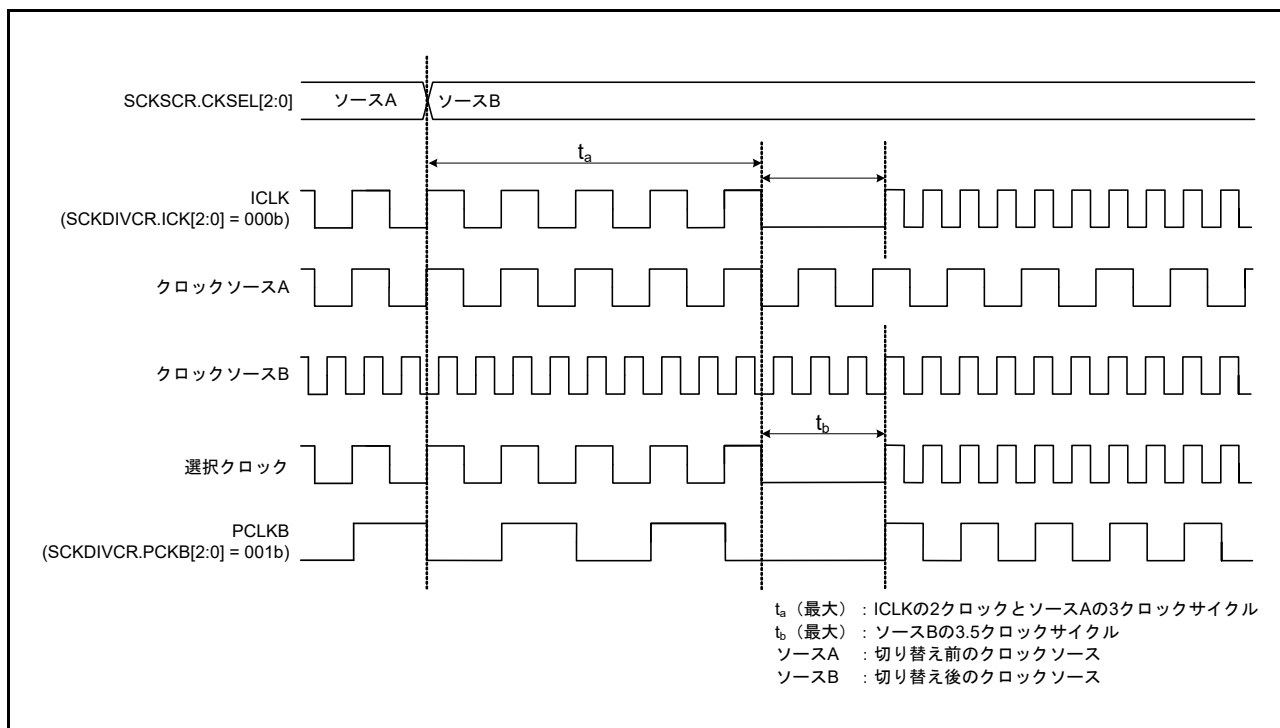 SCKSCR.CKSEL[2:0]
ソースA
ソースB
ta
ICLK
(SCKDIVCR.ICK[2:0] = 000b)
クロックソースA
クロックソースB
tb
選択クロック
PCLKB
(SCKDIVCR.PCKB[2:0] = 001b)
ta（最大）：ICLKの2クロックとソースAの3クロックサイクル
tb（最大）：ソースBの3.5クロックサイクル
ソースA ：切り替え前のクロックソース
ソースB ：切り替え後のクロックソース